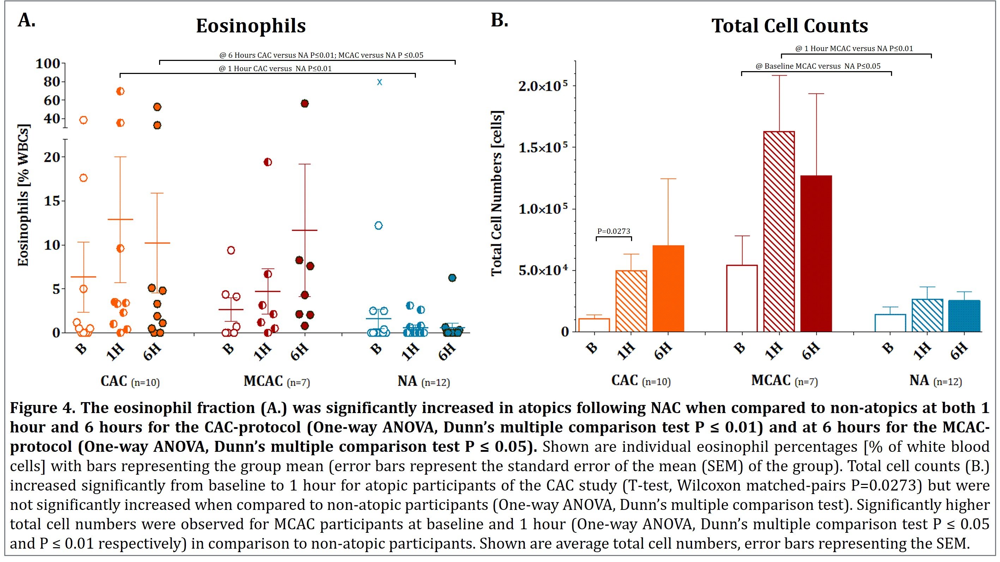 A.
Eosinophils
@ 6 Hours CAC versus NA P≤0.01; MCAC versus NA P ≤0.05
@ 1 Hour CAC versus  NA P≤0.01
100
80
60
40
20
15
10
5
0
Eosinophils [% WBCs]
x
B
1H
6H
B
1H
6H
B
1H
6H
CAC (n=10)
MCAC (n=7)
NA (n=12)
B.
Total Cell Counts
@ 1 Hour MCAC versus NA P≤0.01
@ Baseline MCAC versus  NA P≤0.05
2.0×10⁵
1.5×10⁵
1.0×10⁵
5.0×10⁴
0
Total Cell Numbers [cells]
P=0.0273
B
1H
6H
B
1H
6H
B
1H
6H
CAC (n=10)
MCAC (n=7)
NA (n=12)
Figure 4. The eosinophil fraction (A.) was significantly increased in atopics following NAC when compared to non-atopics at both 1
hour and 6 hours for the CAC-protocol (One-way ANOVA, Dunn’s multiple comparison test P ≤ 0.01) and at 6 hours for the MCAC-
protocol (One-way ANOVA, Dunn’s multiple comparison test P ≤ 0.05). Shown are individual eosinophil percentages [% of white blood
cells] with bars representing the group mean (error bars represent the standard error of the mean (SEM) of the group). Total cell counts (B.)
increased significantly from baseline to 1 hour for atopic participants of the CAC study (T-test, Wilcoxon matched-pairs P=0.0273) but were
not significantly increased when compared to non-atopic participants (One-way ANOVA, Dunn’s multiple comparison test). Significantly higher
total cell numbers were observed for MCAC participants at baseline and 1 hour (One-way ANOVA, Dunn’s multiple comparison test P ≤ 0.05
and P ≤ 0.01 respectively) in comparison to non-atopic participants. Shown are average total cell numbers, error bars representing the SEM.